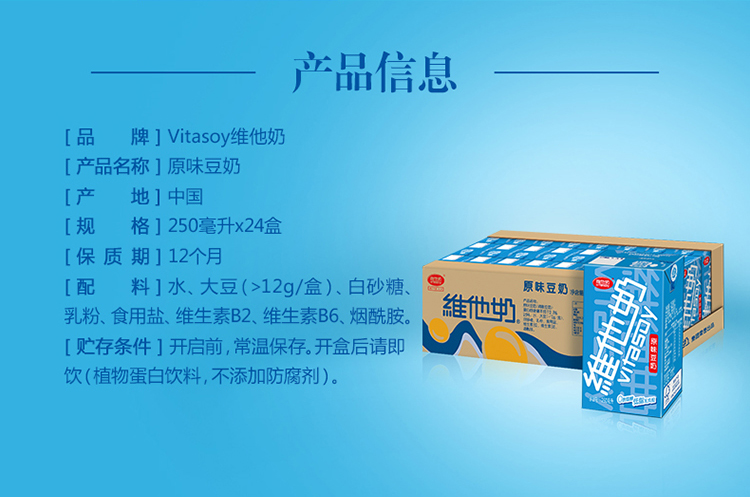 产品信息
[ 品 牌 ] Vitasoy维他奶
[ 产品名称 ] 原味豆奶
[ 产 地 ] 中国
[ 规 格 ] 250毫升x24盒
[ 保 质 期 ] 12个月
[ 配 料 ] 水、大豆(>12g/盒)、白砂糖、
乳粉、食用盐、维生素B2、维生素B6、烟酰胺。
[ 贮存条件 ] 开启前,常温保存。开盒后请即
饮(植物蛋白饮料,不添加防腐剂)。
原味豆奶
維他奶
維他奶
vitasoy
原味豆奶